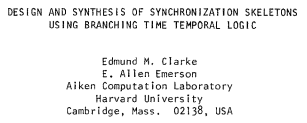 DESIGN AND SYNTHESIS OF SYNCHRONIZATION SKELETONS
USING BRANCHING TIME TEMPORAL LOGIC
Edmund M. Clarke
E. Allen Emerson
Aiken Computation Laboratory
Harvard University
Cambridge, Mass. 02138, USA